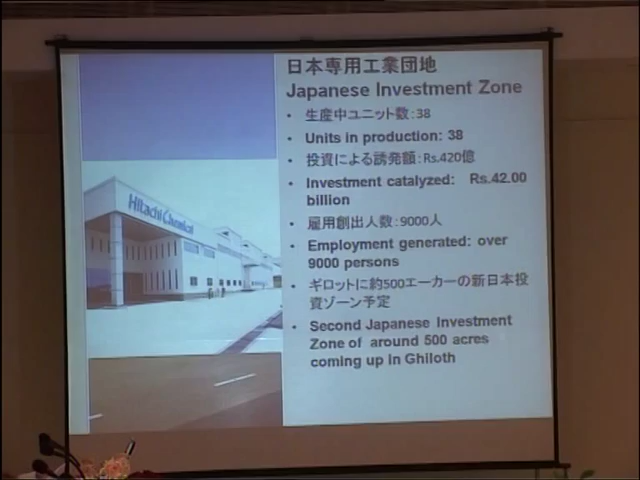 日本専用工業団地
Japanese Investment Zone
• 生産中ユニット数：38
• Units in production: 38
• 投資による誘発額：Rs.420億
• Investment catalyzed: Rs.42.00
billion
• 雇用創出人数：9000人
• Employment generated: over
9000 persons
• ギロットに約500エーカーの新日本投
資ゾーン予定
• Second Japanese Investment
Zone of around 500 acres
coming up in Ghiloth
Hitachi Chemical